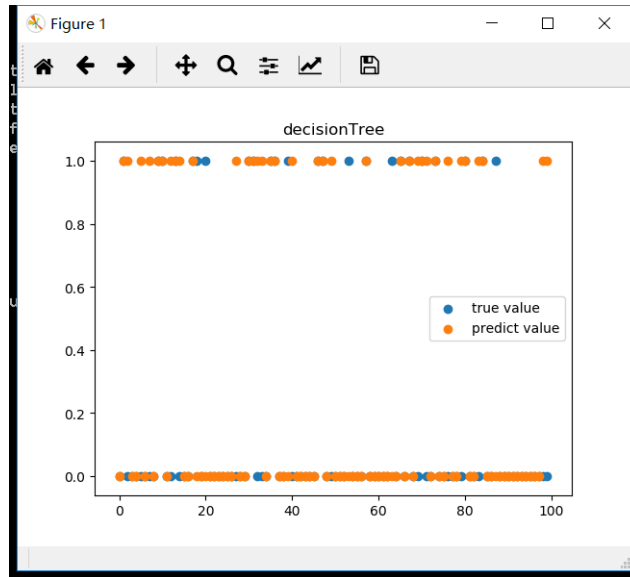 Figure 1
t
l
t
f
e
u
decisionTree
1.0
0.8
0.6
0.4
0.2
0.0
true value
predict value
0 20 40 60 80 100